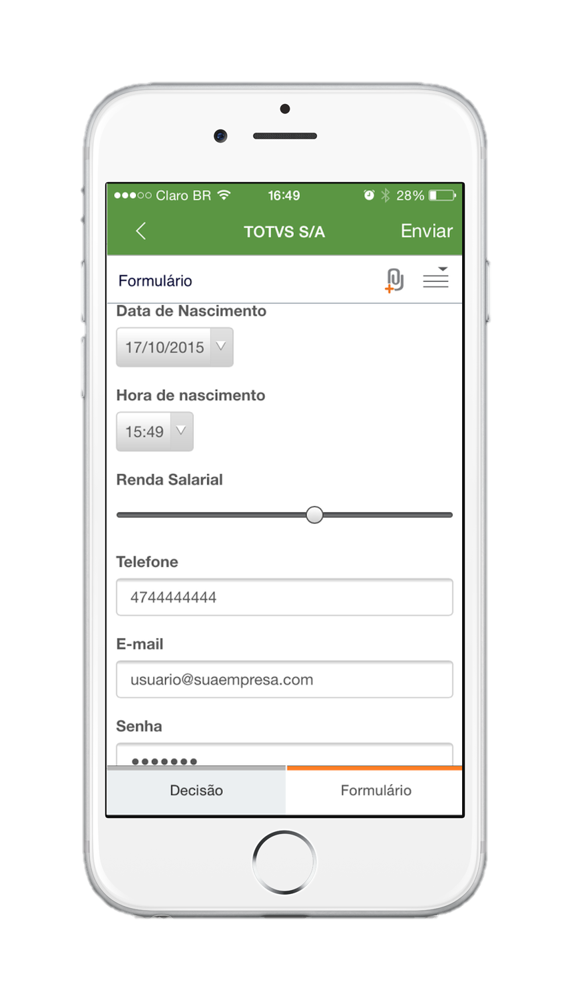 Claro BR 16:49 28%
TOTVS S/A Enviar
Formulário
Data de Nascimento
17/10/2015
Hora de nascimento
15:49
Renda Salarial
Telefone
4744444444
E-mail
usuario@suaempresa.com
Senha
•••••••
Decisão Formulário